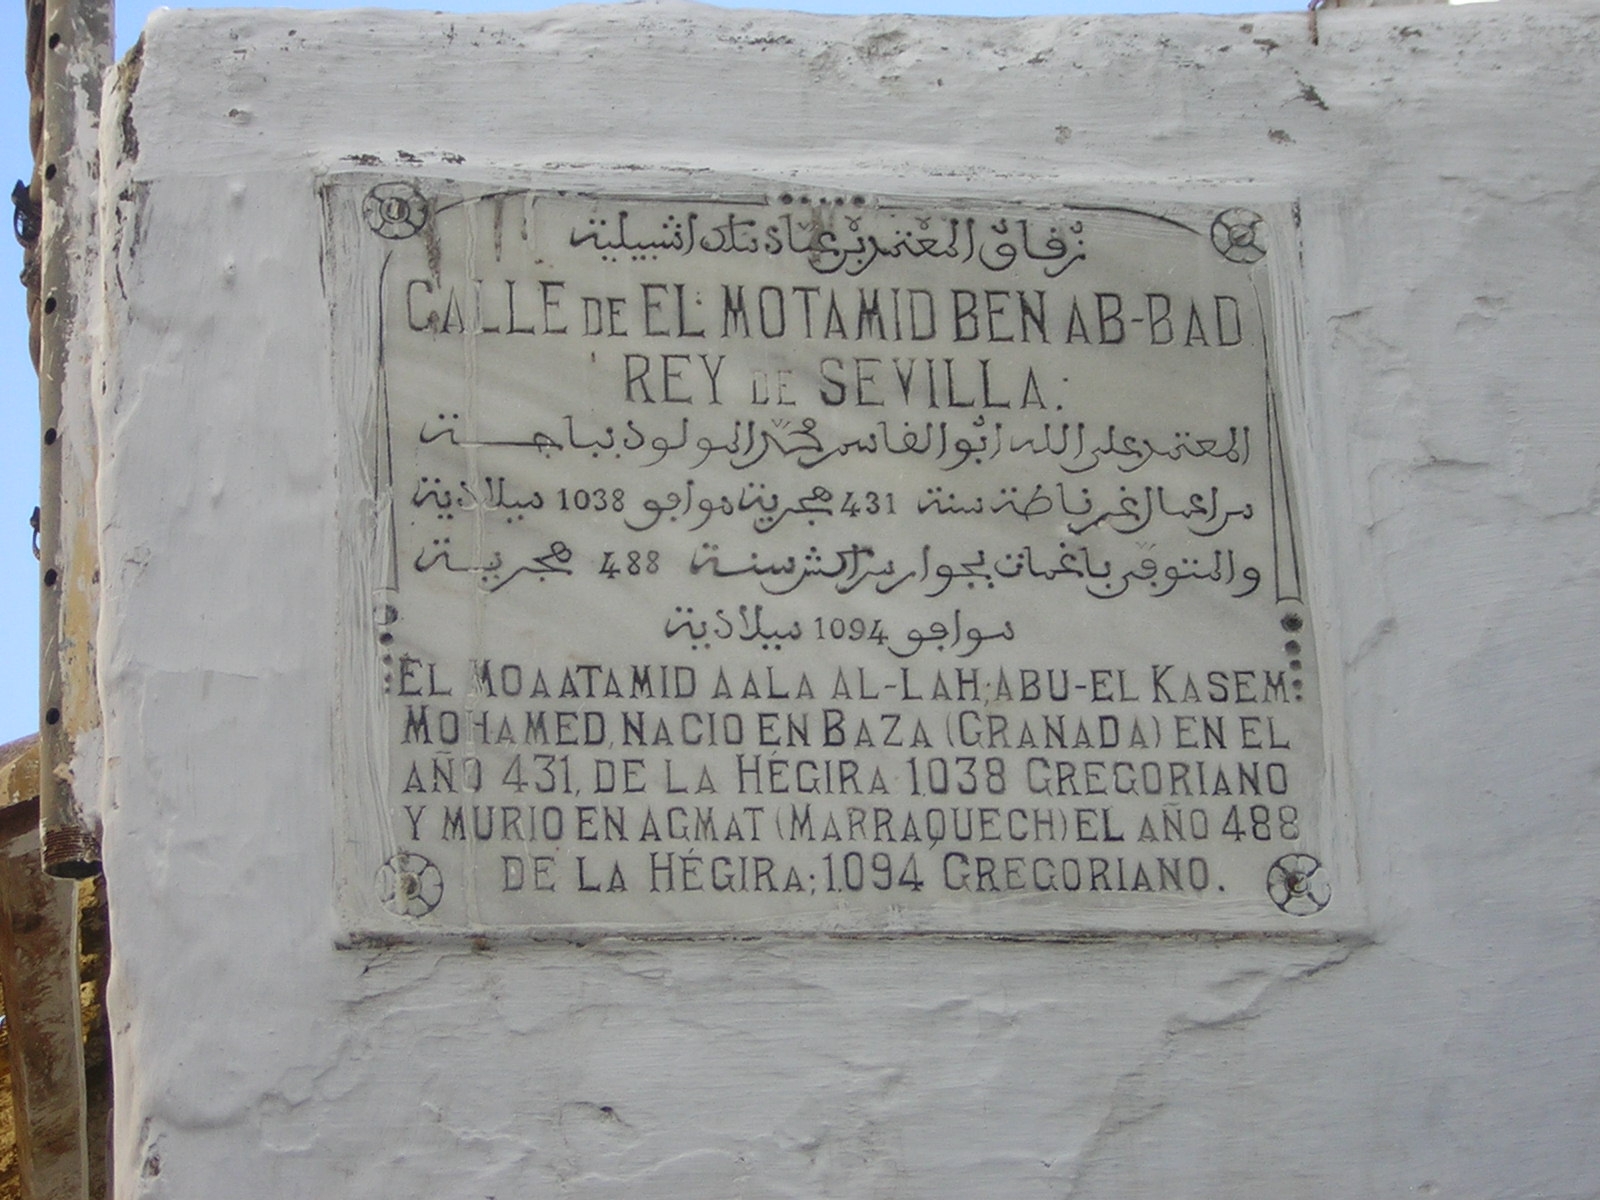 زقاق المعتمد بن عباد ملك اشبيلية
CALLE DE EL MOTAMID BEN AB-BAD
REY DE SEVILLA.
المعتمد على الله ابو القاسم محمد المولود بباجة
من اعمال غرناطة سنة 431 هجرية موافق 1038 ميلادية
والمتوفى باغمات بجوار مراكش سنة 488 هجرية
موافق 1094 ميلادية
EL MOAATAMID AALA AL-LAH; ABU-EL KASEM
MOHAMED, NACIO EN BAZA (GRANADA) EN EL
AÑO 431, DE LA HÉGIRA 1038 GREGORIANO
Y MURIO EN AGMAT (MARRAQUECH) EL AÑO 488
DE LA HÉGIRA; 1094 GREGORIANO.